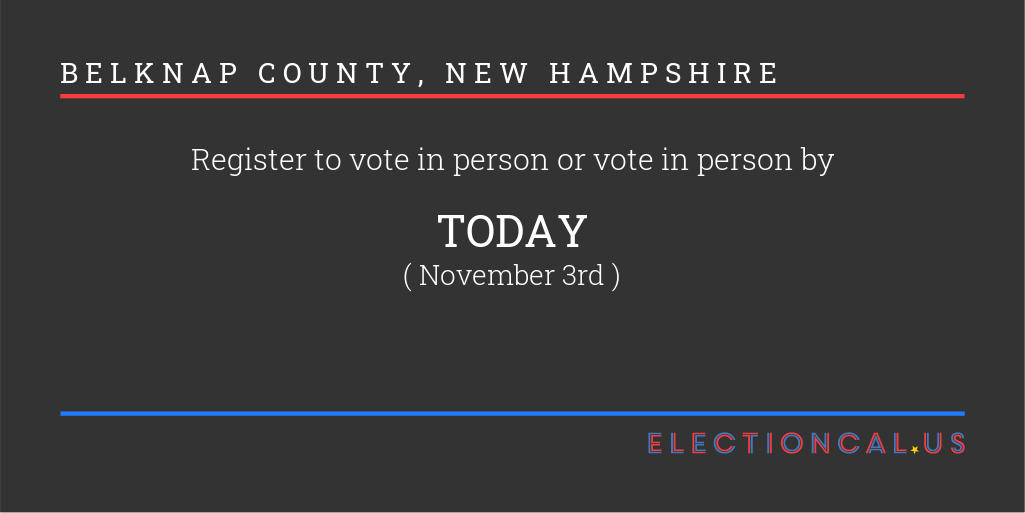 BELKNAP COUNTY, NEW HAMPSHIRE
Register to vote in person or vote in person by
TODAY
( November 3rd )
ELECTIONCAL.US